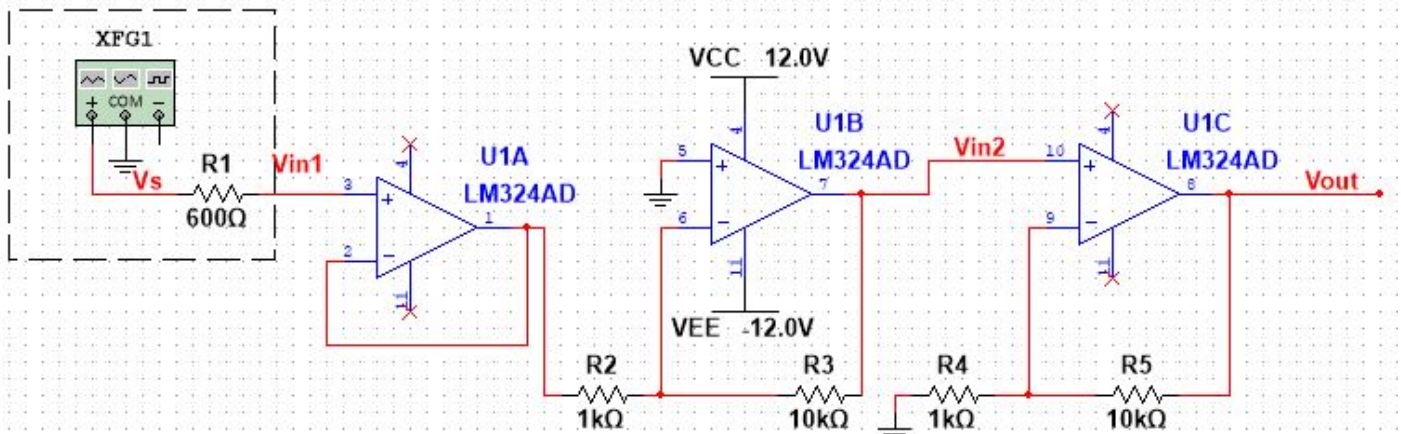 XFG1
+ COM −
Vs
R1
600Ω
Vin1
3
2
+
−
4
11
1
U1A
LM324AD
VCC 12.0V
5
6
+
−
4
11
7
U1B
LM324AD
VEE -12.0V
R2
1kΩ
R3
10kΩ
Vin2
10
9
+
−
4
11
8
U1C
LM324AD
Vout
R4
1kΩ
R5
10kΩ